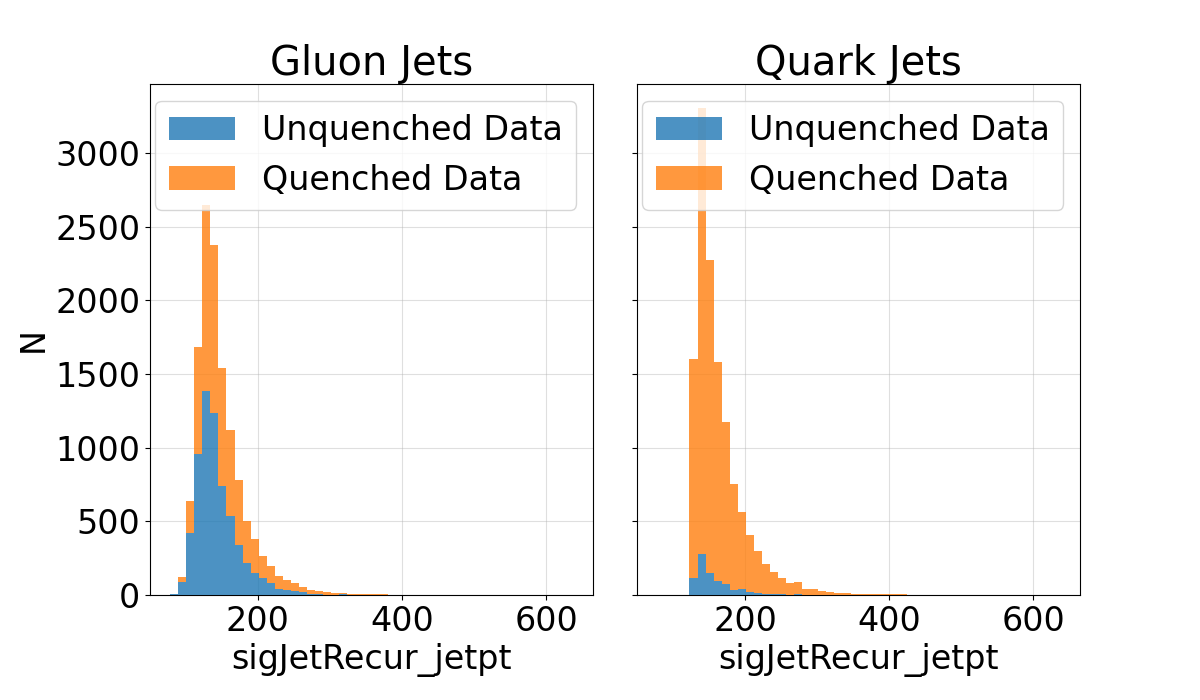 Gluon Jets
Quark Jets
Unquenched Data
Quenched Data
Unquenched Data
Quenched Data
3000
2500
2000
1500
1000
500
0
N
200 400 600
200 400 600
sigJetRecur_jetpt
sigJetRecur_jetpt